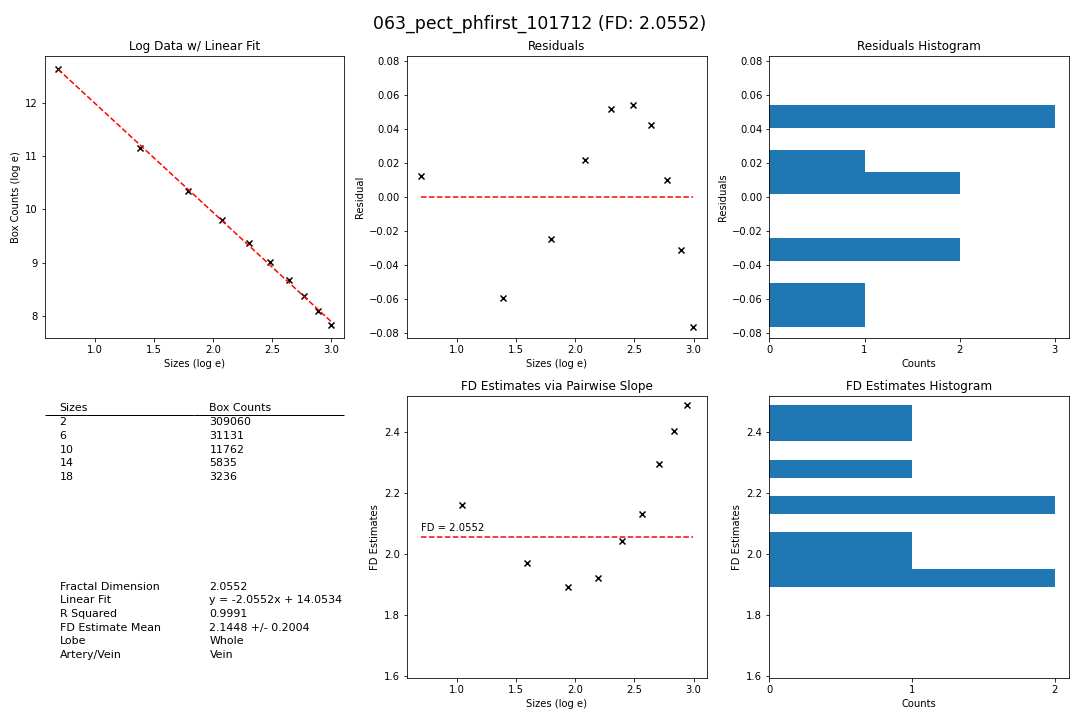 063_pect_phfirst_101712 (FD: 2.0552)
Log Data w/ Linear Fit
Box Counts (log e)
12
11
10
9
8
1.0 1.5 2.0 2.5 3.0
Sizes (log e)
Residuals
Residual
0.08
0.06
0.04
0.02
0.00
−0.02
−0.04
−0.06
−0.08
1.0 1.5 2.0 2.5 3.0
Sizes (log e)
Residuals Histogram
Residuals
0.08
0.06
0.04
0.02
0.00
−0.02
−0.04
−0.06
−0.08
0 1 2 3
Counts
Sizes Box Counts
2 309060
6 31131
10 11762
14 5835
18 3236
Fractal Dimension 2.0552
Linear Fit y = -2.0552x + 14.0534
R Squared 0.9991
FD Estimate Mean 2.1448 +/- 0.2004
Lobe Whole
Artery/Vein Vein
FD Estimates via Pairwise Slope
FD Estimates
2.4
2.2
2.0
1.8
1.6
FD = 2.0552
1.0 1.5 2.0 2.5 3.0
Sizes (log e)
FD Estimates Histogram
FD Estimates
2.4
2.2
2.0
1.8
1.6
0 1 2
Counts